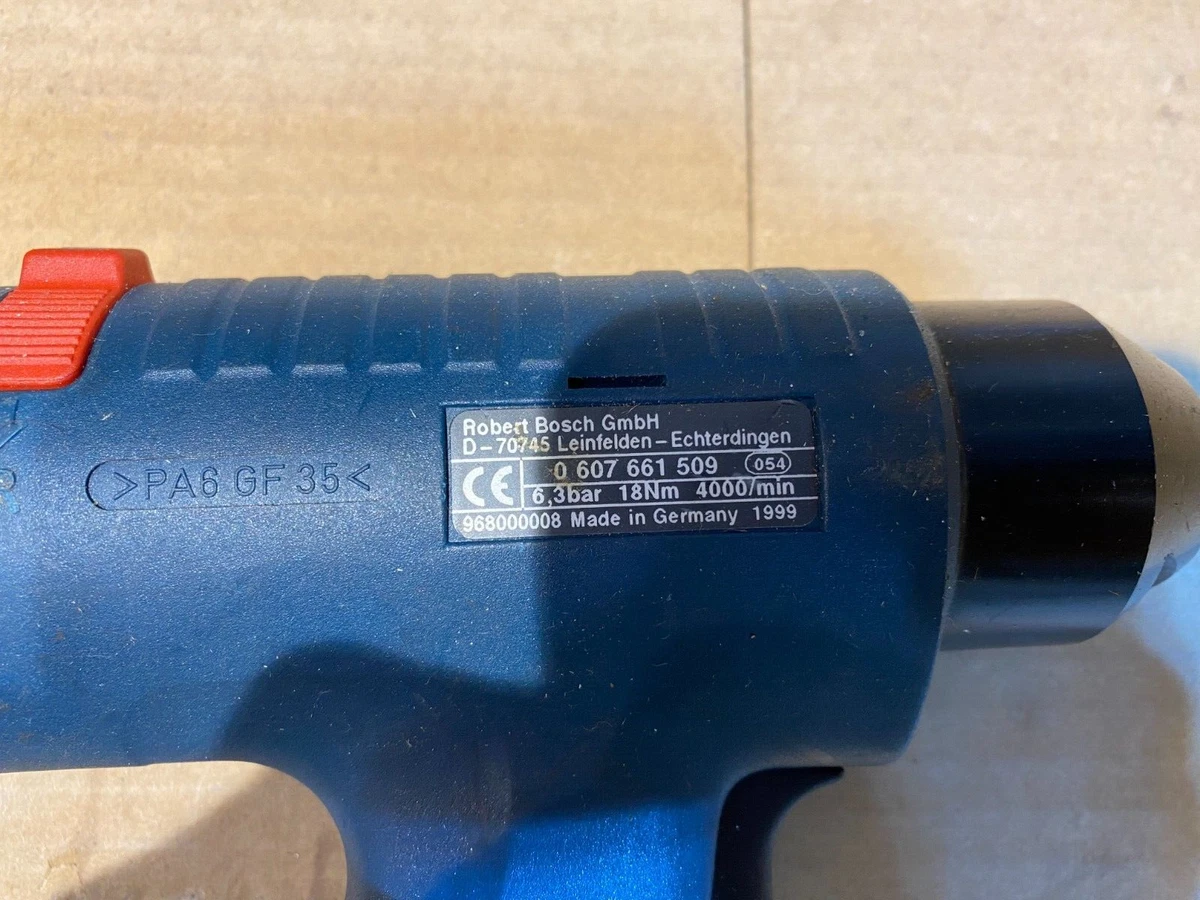 Robert Bosch GmbH
D-70745 Leinfelden-Echterdingen
CE 0 607 661 509 054
6,3bar 18Nm 4000/min
968000008 Made in Germany 1999
>PA6 GF 35<